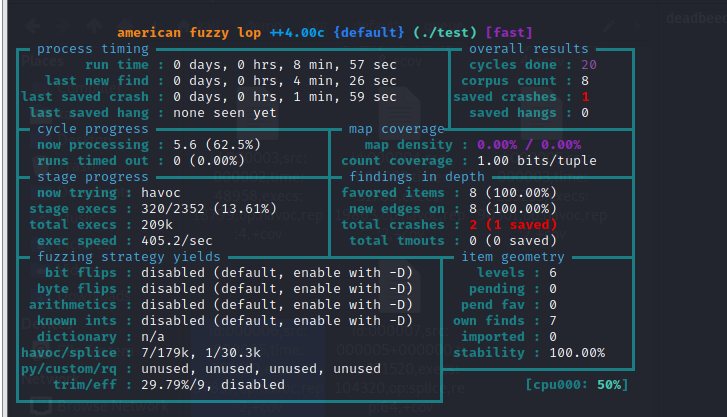 deadbee
american fuzzy lop ++4.00c {default} (./test) [fast]
process timing
overall results
run time : 0 days, 0 hrs, 8 min, 57 sec
cycles done : 20
last new find : 0 days, 0 hrs, 4 min, 26 sec
corpus count : 8
last saved crash : 0 days, 0 hrs, 1 min, 59 sec
saved crashes : 1
last saved hang : none seen yet
saved hangs : 0
cycle progress
map coverage
now processing : 5.6 (62.5%)
map density : 0.00% / 0.00%
runs timed out : 0 (0.00%)
count coverage : 1.00 bits/tuple
stage progress
findings in depth
now trying : havoc
favored items : 8 (100.00%)
stage execs : 320/2352 (13.61%)
new edges on : 8 (100.00%)
total execs : 209k
total crashes : 2 (1 saved)
exec speed : 405.2/sec
total tmouts : 0 (0 saved)
fuzzing strategy yields
item geometry
bit flips : disabled (default, enable with -D)
levels : 6
byte flips : disabled (default, enable with -D)
pending : 0
arithmetics : disabled (default, enable with -D)
pend fav : 0
known ints : disabled (default, enable with -D)
own finds : 7
dictionary : n/a
imported : 0
havoc/splice : 7/179k, 1/30.3k
stability : 100.00%
py/custom/rq : unused, unused, unused, unused
trim/eff : 29.79%/9, disabled
[cpu000: 50%]
Browse Network